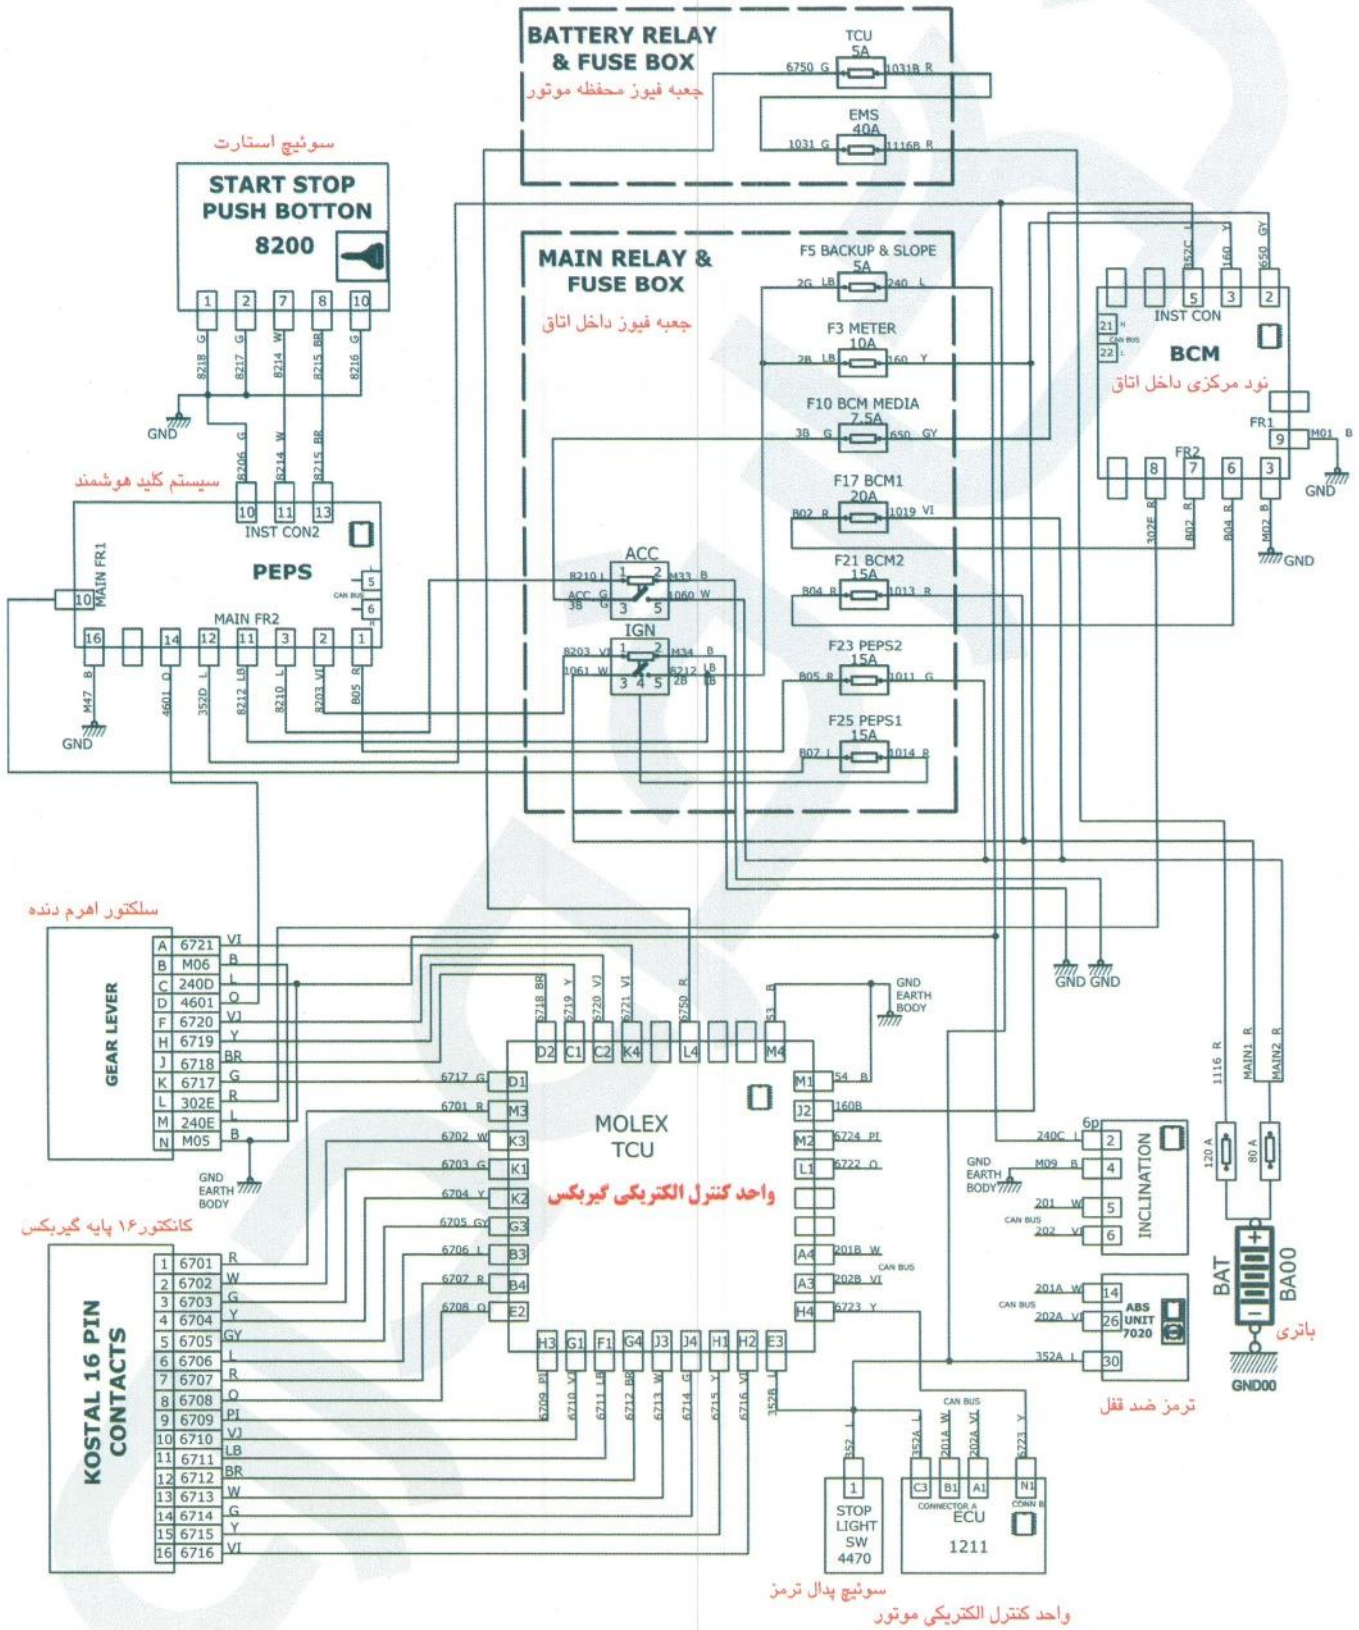 BATTERY RELAY
& FUSE BOX
جعبه فیوز محفظه موتور
TCU
5A
6750 G
1031B R
EMS
40A
1031 G
1116B R
سوئیچ استارت
START STOP
PUSH BOTTON
8200
1
2
7
8
10
8218 G
8217 G
8214 W
8215 BR
8216 G
GND
8206 G
8214 W
8215 BR
سیستم کلید هوشمند
10
11
13
INST CON2
PEPS
MAIN FR1
10
5
CAN BUS
6
MAIN FR2
16
14
12
11
3
2
1
M47 B
4601 O
352D L
8212 LB
8210 L
8203 VI
B05 R
GND
MAIN RELAY &
FUSE BOX
جعبه فیوز داخل اتاق
F5 BACKUP & SLOPE
5A
2G LB
240 L
F3 METER
10A
2B LB
160 Y
F10 BCM MEDIA
7.5A
3B G
650 GY
F17 BCM1
20A
B02 R
1019 VI
F21 BCM2
15A
B04 R
1013 R
F23 PEPS2
15A
B05 R
1011 G
F25 PEPS1
15A
B07 L
1014 R
ACC
8210 L
1
2
M33 B
ACC G
3B G
3
5
1060 W
IGN
8203 VI
1
2
M34 B
1061 W
3 4 5
8212 LB
2B LB
352C L
160 Y
650 GY
5
3
2
INST CON
21 H
CAN BUS
22 L
BCM
نود مرکزی داخل اتاق
FR1
9
M01 B
GND
FR2
8
7
6
3
302E R
B02 R
B04 R
M02 B
GND
سلکتور اهرم دنده
GEAR LEVER
A 6721 VI
B M06 B
C 240D L
D 4601 O
F 6720 VJ
H 6719 Y
J 6718 BR
K 6717 G
L 302E R
M 240E L
N M05 B
GND
EARTH
BODY
کانکتور۱۶ پایه گیربکس
KOSTAL 16 PIN
CONTACTS
1 6701 R
2 6702 W
3 6703 G
4 6704 Y
5 6705 GY
6 6706 L
7 6707 R
8 6708 O
9 6709 PI
10 6710 VJ
11 6711 LB
12 6712 BR
13 6713 W
14 6714 G
15 6715 Y
16 6716 VI
6718 BR
6719 Y
6720 VJ
6721 VI
6750 R
53 B
GND
EARTH
BODY
D2
C1
C2
K4
L4
M4
6717 G D1
6701 R M3
6702 W K3
6703 G K1
6704 Y K2
6705 GY G3
6706 L B3
6707 R B4
6708 O E2
MOLEX
TCU
واحد کنترل الکتریکی گیربکس
M1 54 B
J2 160B
M2 6724 PI
L1 6722 O
A4 201B W
CAN BUS
A3 202B VI
H4 6723 Y
H3
G1
F1
G4
J3
J4
H1
H2
E3
6709 PI
6710 VJ
6711 LB
6712 BR
6713 W
6714 G
6715 Y
6716 VI
352B L
GND GND
6p
240C L 2
GND
EARTH
BODY
M09 B 4
201 W 5
CAN BUS
202 VI 6
INCLINATION
201A W 14
CAN BUS
202A VI 26
352A L 30
ABS
UNIT
7020
ترمز ضد قفل
1116 R
MAIN1 R
MAIN2 R
120 A
80 A
BAT
BA00
باتری
GND00
352 L
1
STOP
LIGHT
SW
4470
سوئیچ پدال ترمز
CAN BUS
352A L
201A W
202A VI
6723 Y
C3
B1
A1
N1
CONNECTOR A
CONN B
ECU
1211
واحد کنترل الکتریکی موتور